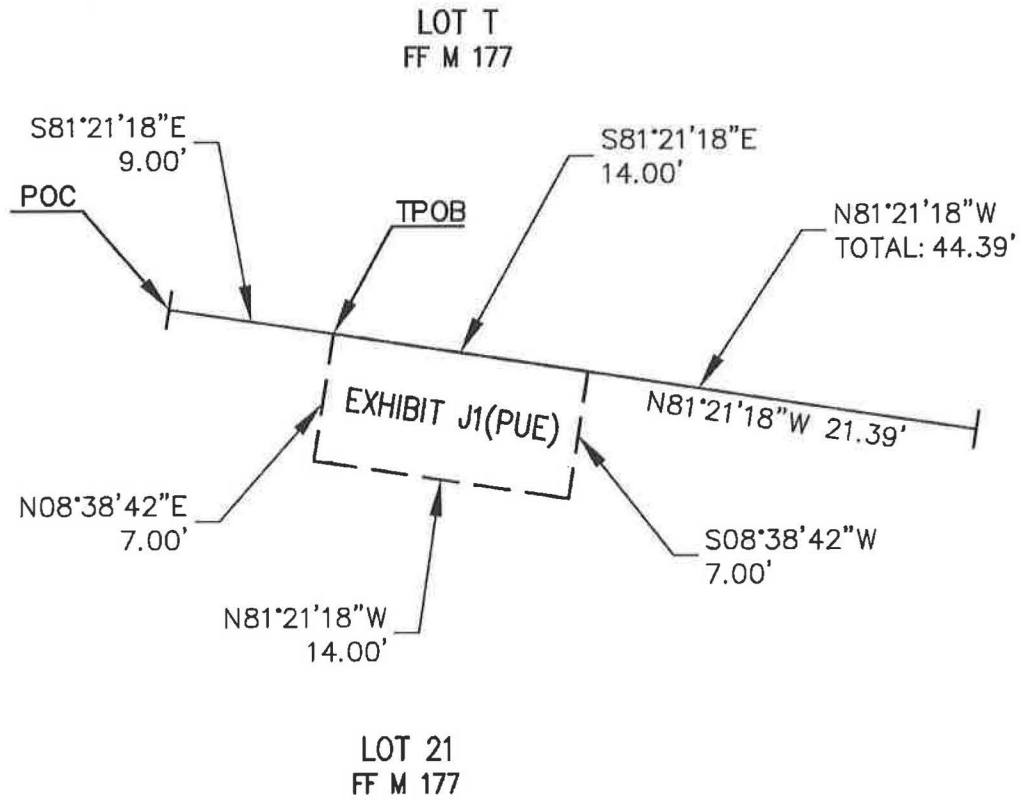 LOT T
FF M 177
S81°21'18"E
9.00'
S81°21'18"E
14.00'
POC
TPOB
N81°21'18"W
TOTAL: 44.39'
EXHIBIT J1(PUE)
N81°21'18"W 21.39'
N08°38'42"E
7.00'
S08°38'42"W
7.00'
N81°21'18"W
14.00'
LOT 21
FF M 177